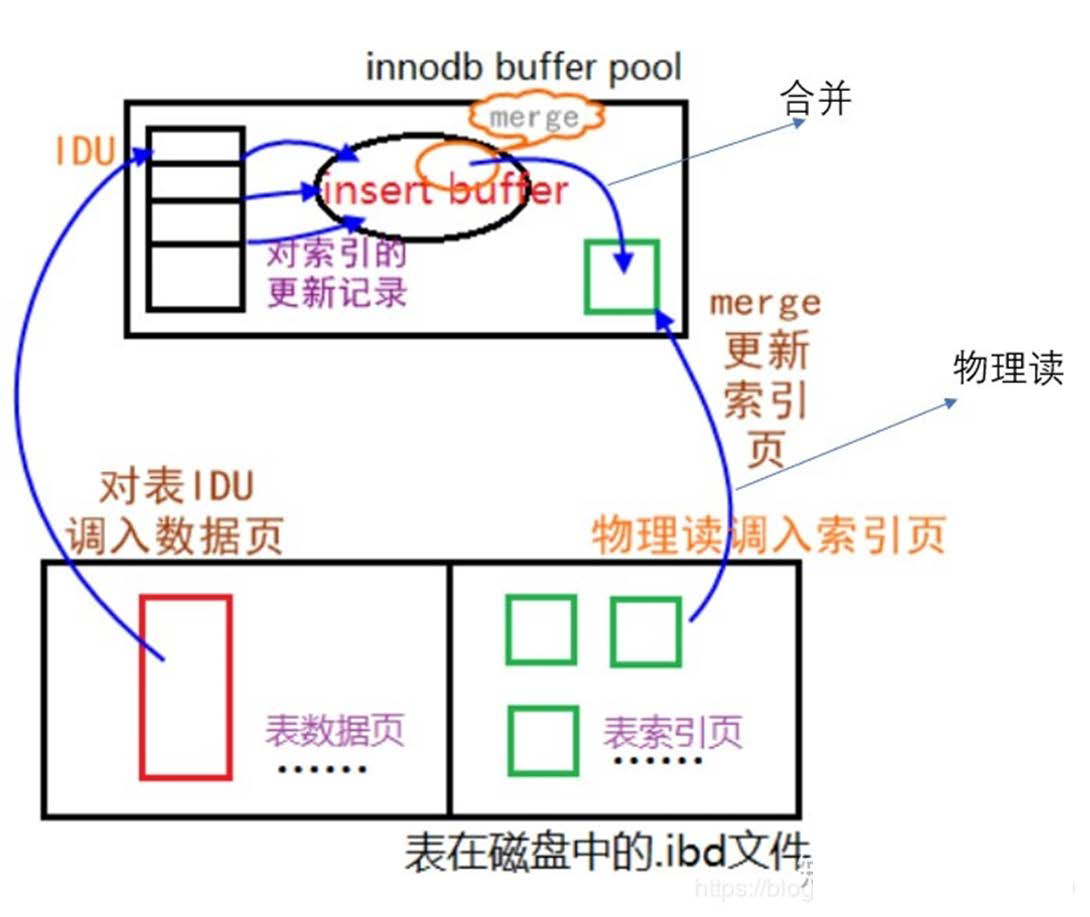 innodb buffer pool
合并
merge
IDU
insert buffer
对索引的
更新记录
merge
更新
索引
页
物理读
对表IDU
调入数据页
物理读调入索引页
表数据页
······
表索引页
······
表在磁盘中的.ibd文件
https://blog